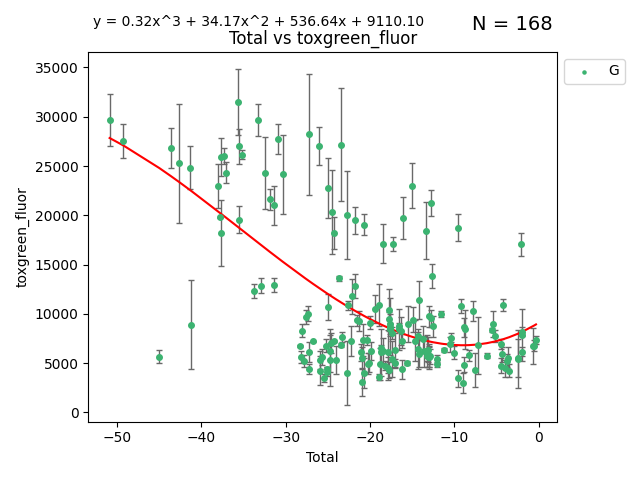 y = 0.32x^3 + 34.17x^2 + 536.64x + 9110.10
N = 168
Total vs toxgreen_fluor
G
toxgreen_fluor
35000
30000
25000
20000
15000
10000
5000
0
−50 −40 −30 −20 −10 0
Total